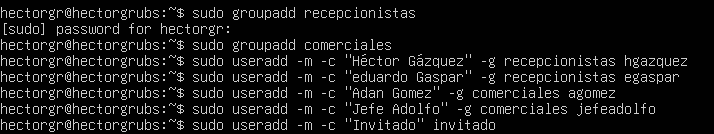 hectorgr@hectorgrubs:~$ sudo groupadd recepcionistas
[sudo] password for hectorgr:
hectorgr@hectorgrubs:~$ sudo groupadd comerciales
hectorgr@hectorgrubs:~$ sudo useradd -m -c "Héctor Gázquez" -g recepcionistas hgazquez
hectorgr@hectorgrubs:~$ sudo useradd -m -c "eduardo Gaspar" -g recepcionistas egaspar
hectorgr@hectorgrubs:~$ sudo useradd -m -c "Adan Gomez" -g comerciales agomez
hectorgr@hectorgrubs:~$ sudo useradd -m -c "Jefe Adolfo" -g comerciales jefeadolfo
hectorgr@hectorgrubs:~$ sudo useradd -m -c "Invitado" invitado